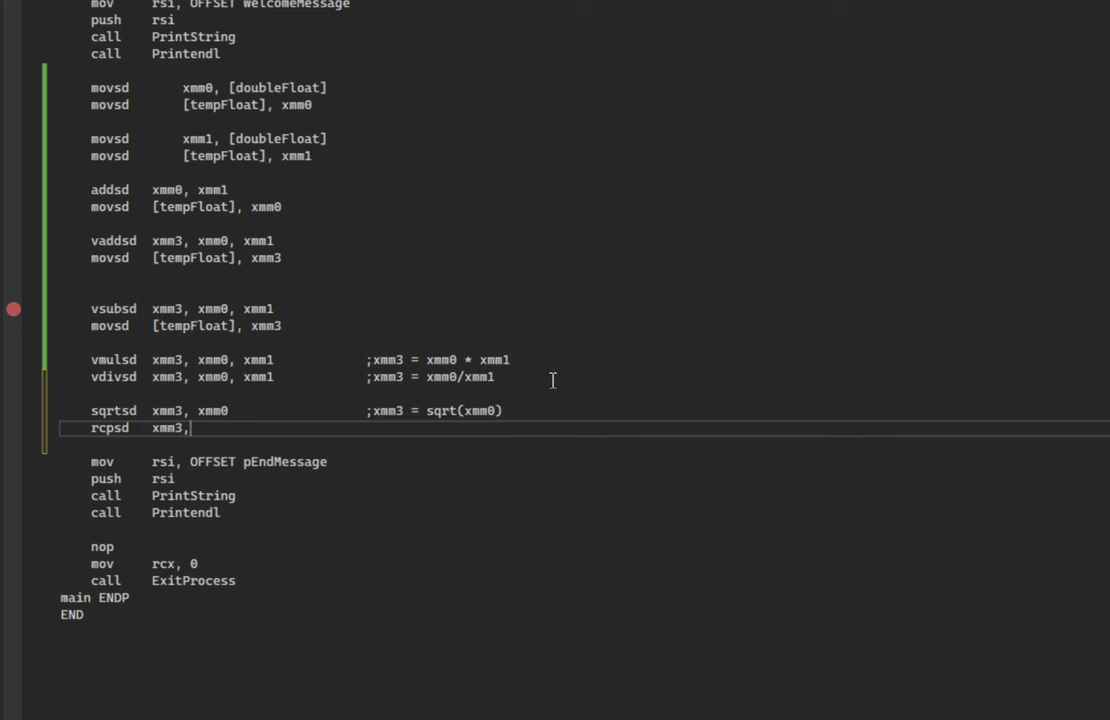 mov rsi, OFFSET WelcomeMessage
push rsi
call PrintString
call Printendl
movsd xmm0, [doubleFloat]
movsd [tempFloat], xmm0
movsd xmm1, [doubleFloat]
movsd [tempFloat], xmm1
addsd xmm0, xmm1
movsd [tempFloat], xmm0
vaddsd xmm3, xmm0, xmm1
movsd [tempFloat], xmm3
vsubsd xmm3, xmm0, xmm1
movsd [tempFloat], xmm3
vmulsd xmm3, xmm0, xmm1 ;xmm3 = xmm0 * xmm1
vdivsd xmm3, xmm0, xmm1 ;xmm3 = xmm0/xmm1
sqrtsd xmm3, xmm0 ;xmm3 = sqrt(xmm0)
rcpsd xmm3,
mov rsi, OFFSET pEndMessage
push rsi
call PrintString
call Printendl
nop
mov rcx, 0
call ExitProcess
main ENDP
END